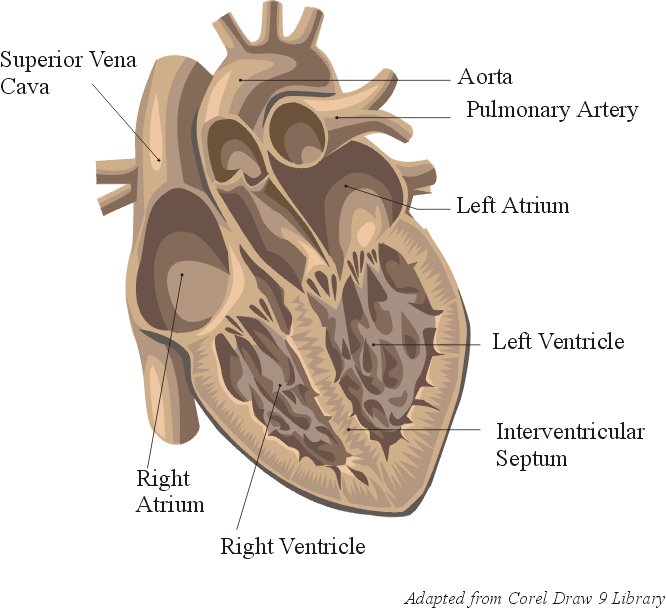 Superior Vena
Cava
Aorta
Pulmonary Artery
Left Atrium
Left Ventricle
Interventricular
Septum
Right
Atrium
Right Ventricle
Adapted from Corel Draw 9 Library